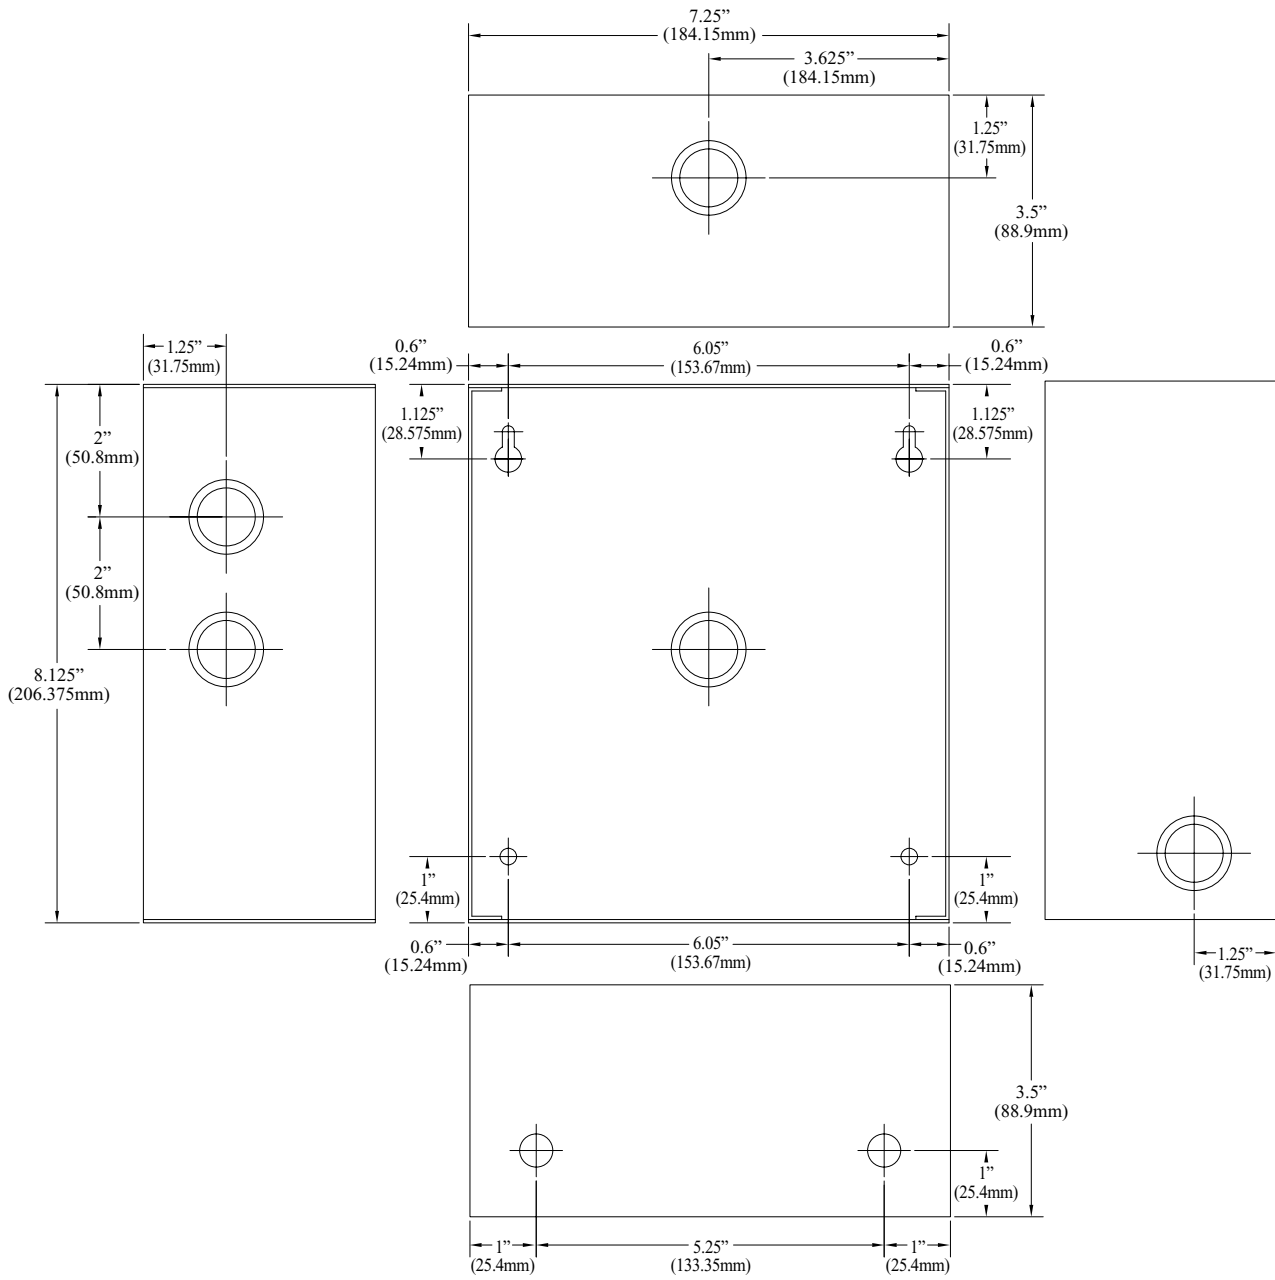 7.25”
(184.15mm)
3.625”
(184.15mm)
1.25”
(31.75mm)
3.5”
(88.9mm)
1.25”
(31.75mm)
0.6”
(15.24mm)
6.05”
(153.67mm)
0.6”
(15.24mm)
2”
(50.8mm)
1.125”
(28.575mm)
1.125”
(28.575mm)
2”
(50.8mm)
8.125”
(206.375mm)
1”
(25.4mm)
1”
(25.4mm)
0.6”
(15.24mm)
6.05”
(153.67mm)
0.6”
(15.24mm)
1.25”
(31.75mm)
3.5”
(88.9mm)
1”
(25.4mm)
1”
(25.4mm)
5.25”
(133.35mm)
1”
(25.4mm)